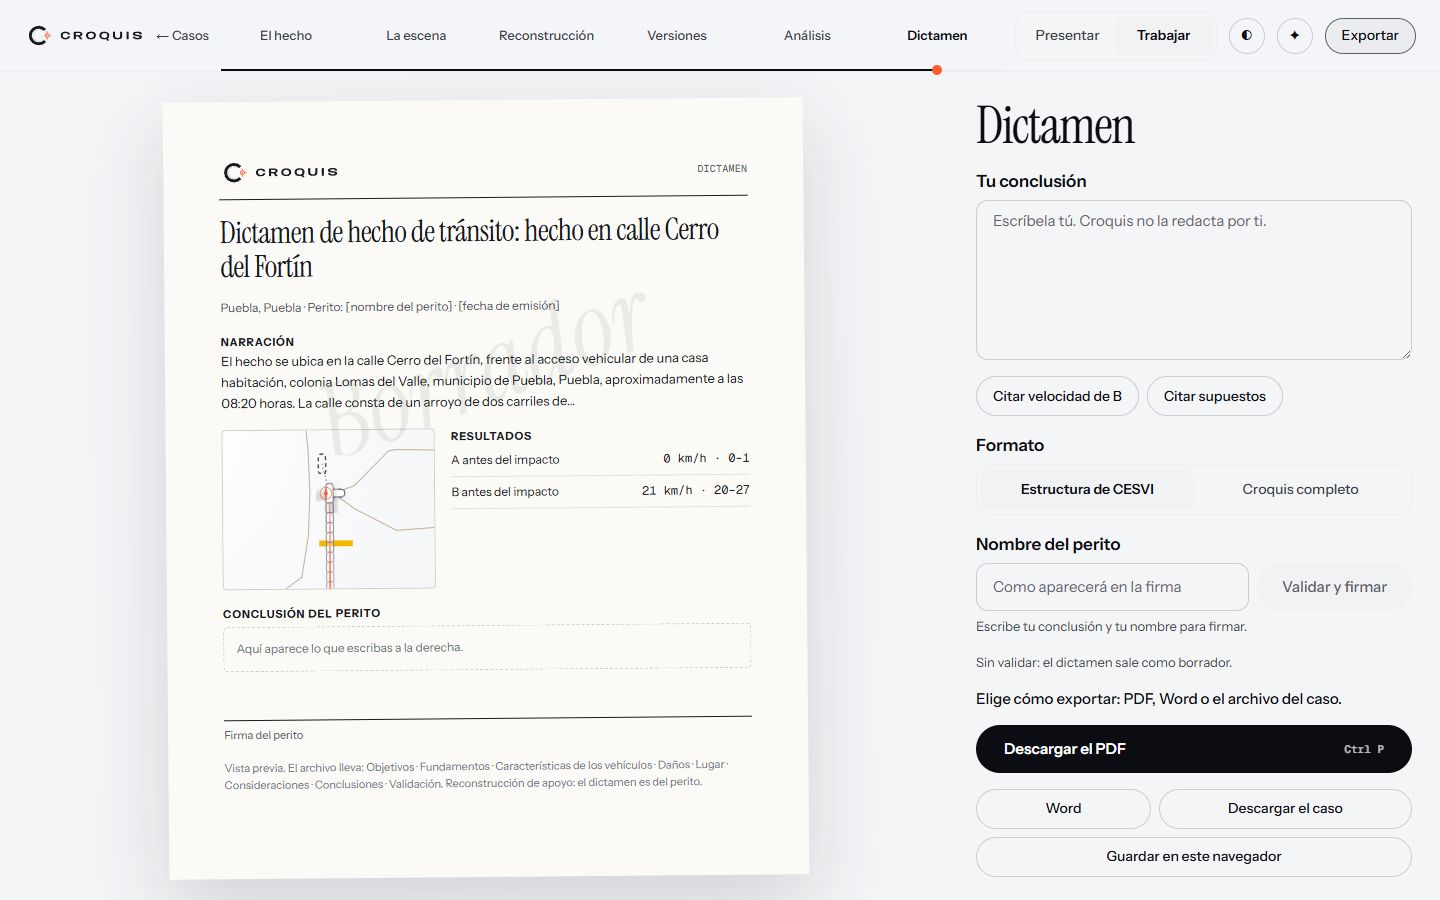 CROQUIS
← Casos
El hecho
La escena
Reconstrucción
Versiones
Análisis
Dictamen
Presentar
Trabajar
Exportar
CROQUIS
DICTAMEN
Dictamen de hecho de tránsito: hecho en calle Cerro
del Fortín
Puebla, Puebla · Perito: [nombre del perito] · [fecha de emisión]
Borrador
NARRACIÓN
El hecho se ubica en la calle Cerro del Fortín, frente al acceso vehicular de una casa
habitación, colonia Lomas del Valle, municipio de Puebla, Puebla, aproximadamente a las
08:20 horas. La calle consta de un arroyo de dos carriles de...
RESULTADOS
A antes del impacto 0 km/h · 0–1
B antes del impacto 21 km/h · 20–27
CONCLUSIÓN DEL PERITO
Aquí aparece lo que escribas a la derecha.
Firma del perito
Vista previa. El archivo lleva: Objetivos · Fundamentos · Características de los vehículos · Daños · Lugar ·
Consideraciones · Conclusiones · Validación. Reconstrucción de apoyo: el dictamen es del perito.
Dictamen
Tu conclusión
Escríbela tú. Croquis no la redacta por ti.
Citar velocidad de B
Citar supuestos
Formato
Estructura de CESVI
Croquis completo
Nombre del perito
Como aparecerá en la firma
Validar y firmar
Escribe tu conclusión y tu nombre para firmar.
Sin validar: el dictamen sale como borrador.
Elige cómo exportar: PDF, Word o el archivo del caso.
Descargar el PDF Ctrl P
Word
Descargar el caso
Guardar en este navegador